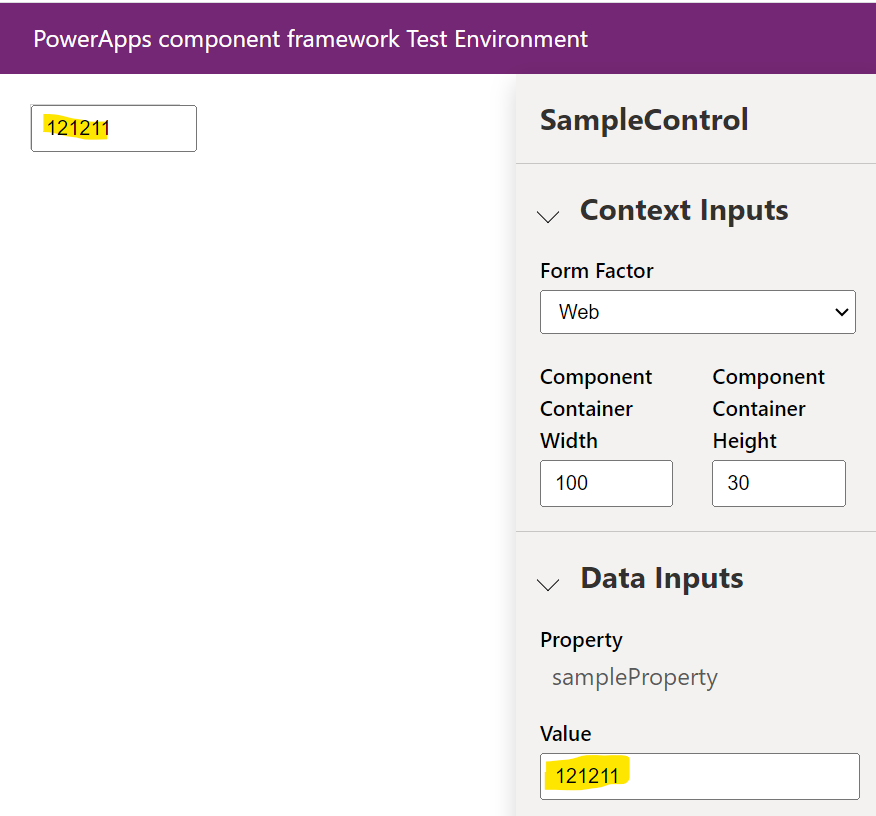 PowerApps component framework Test Environment
121211
SampleControl
Context Inputs
Form Factor
Web
Component
Container
Width
100
Component
Container
Height
30
Data Inputs
Property
sampleProperty
Value
121211